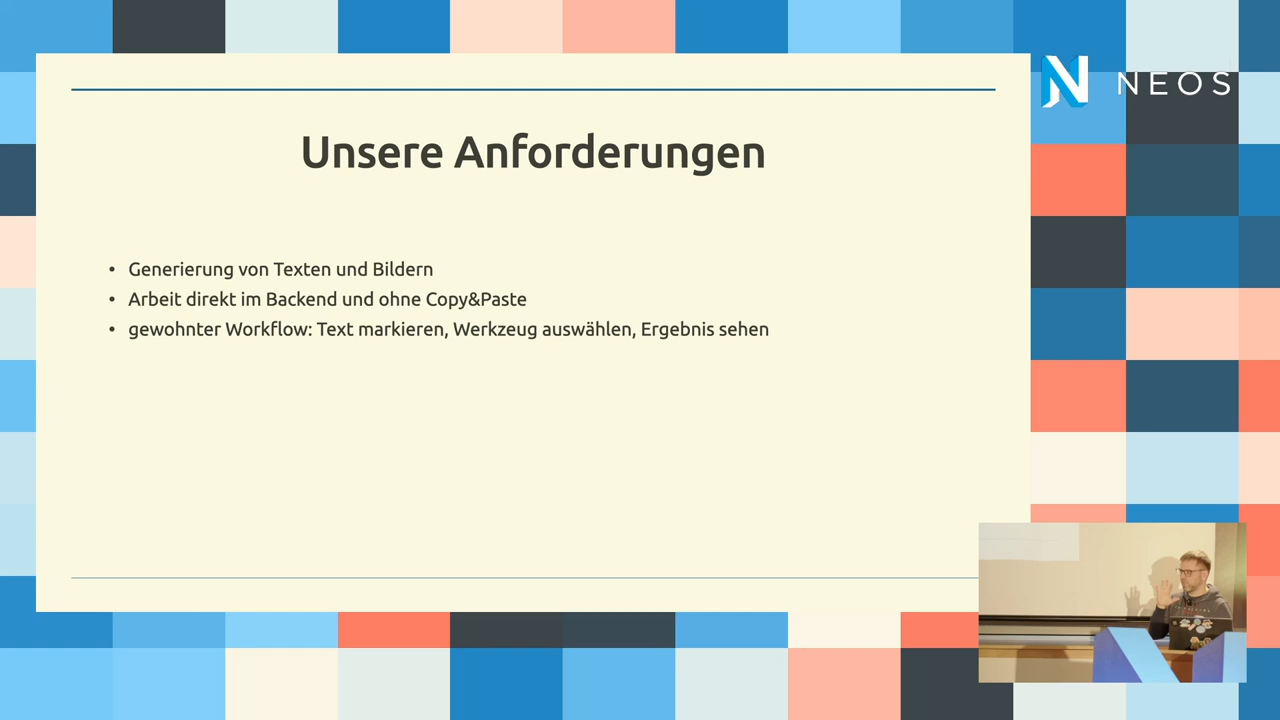 NEOS
Unsere Anforderungen
• Generierung von Texten und Bildern
• Arbeit direkt im Backend und ohne Copy&Paste
• gewohnter Workflow: Text markieren, Werkzeug auswählen, Ergebnis sehen